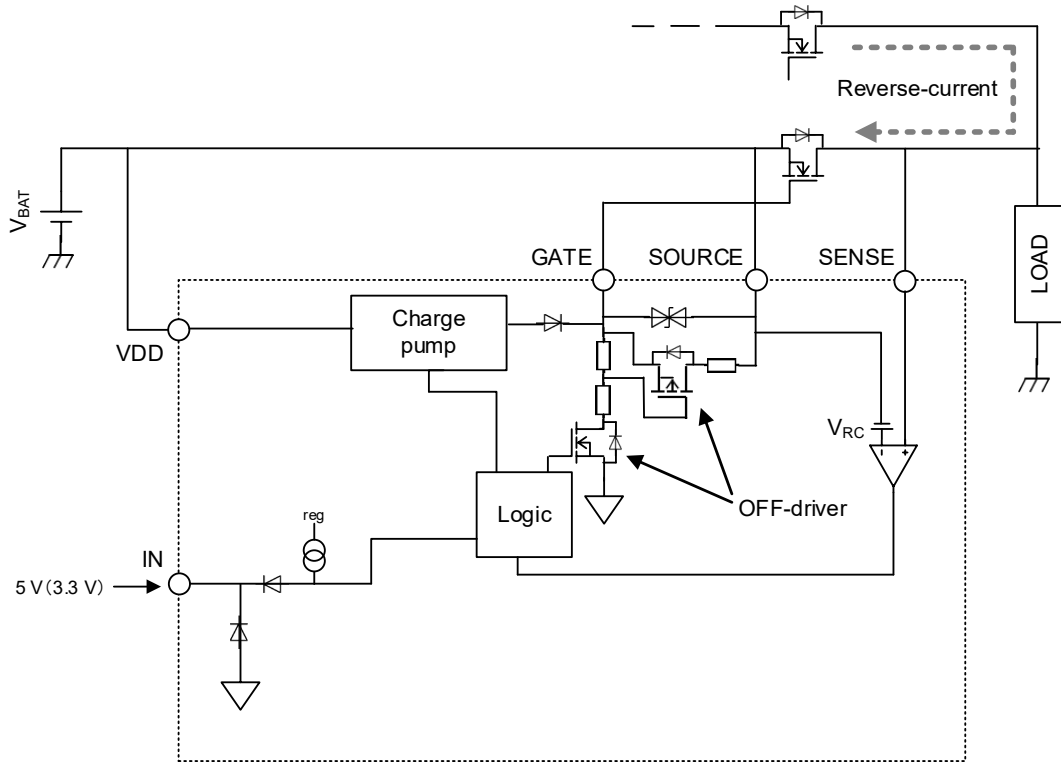 Reverse-current
VBAT
GATE
SOURCE
SENSE
LOAD
VDD
Charge
pump
VRC
- +
Logic
OFF-driver
reg
IN
5 V(3.3 V)